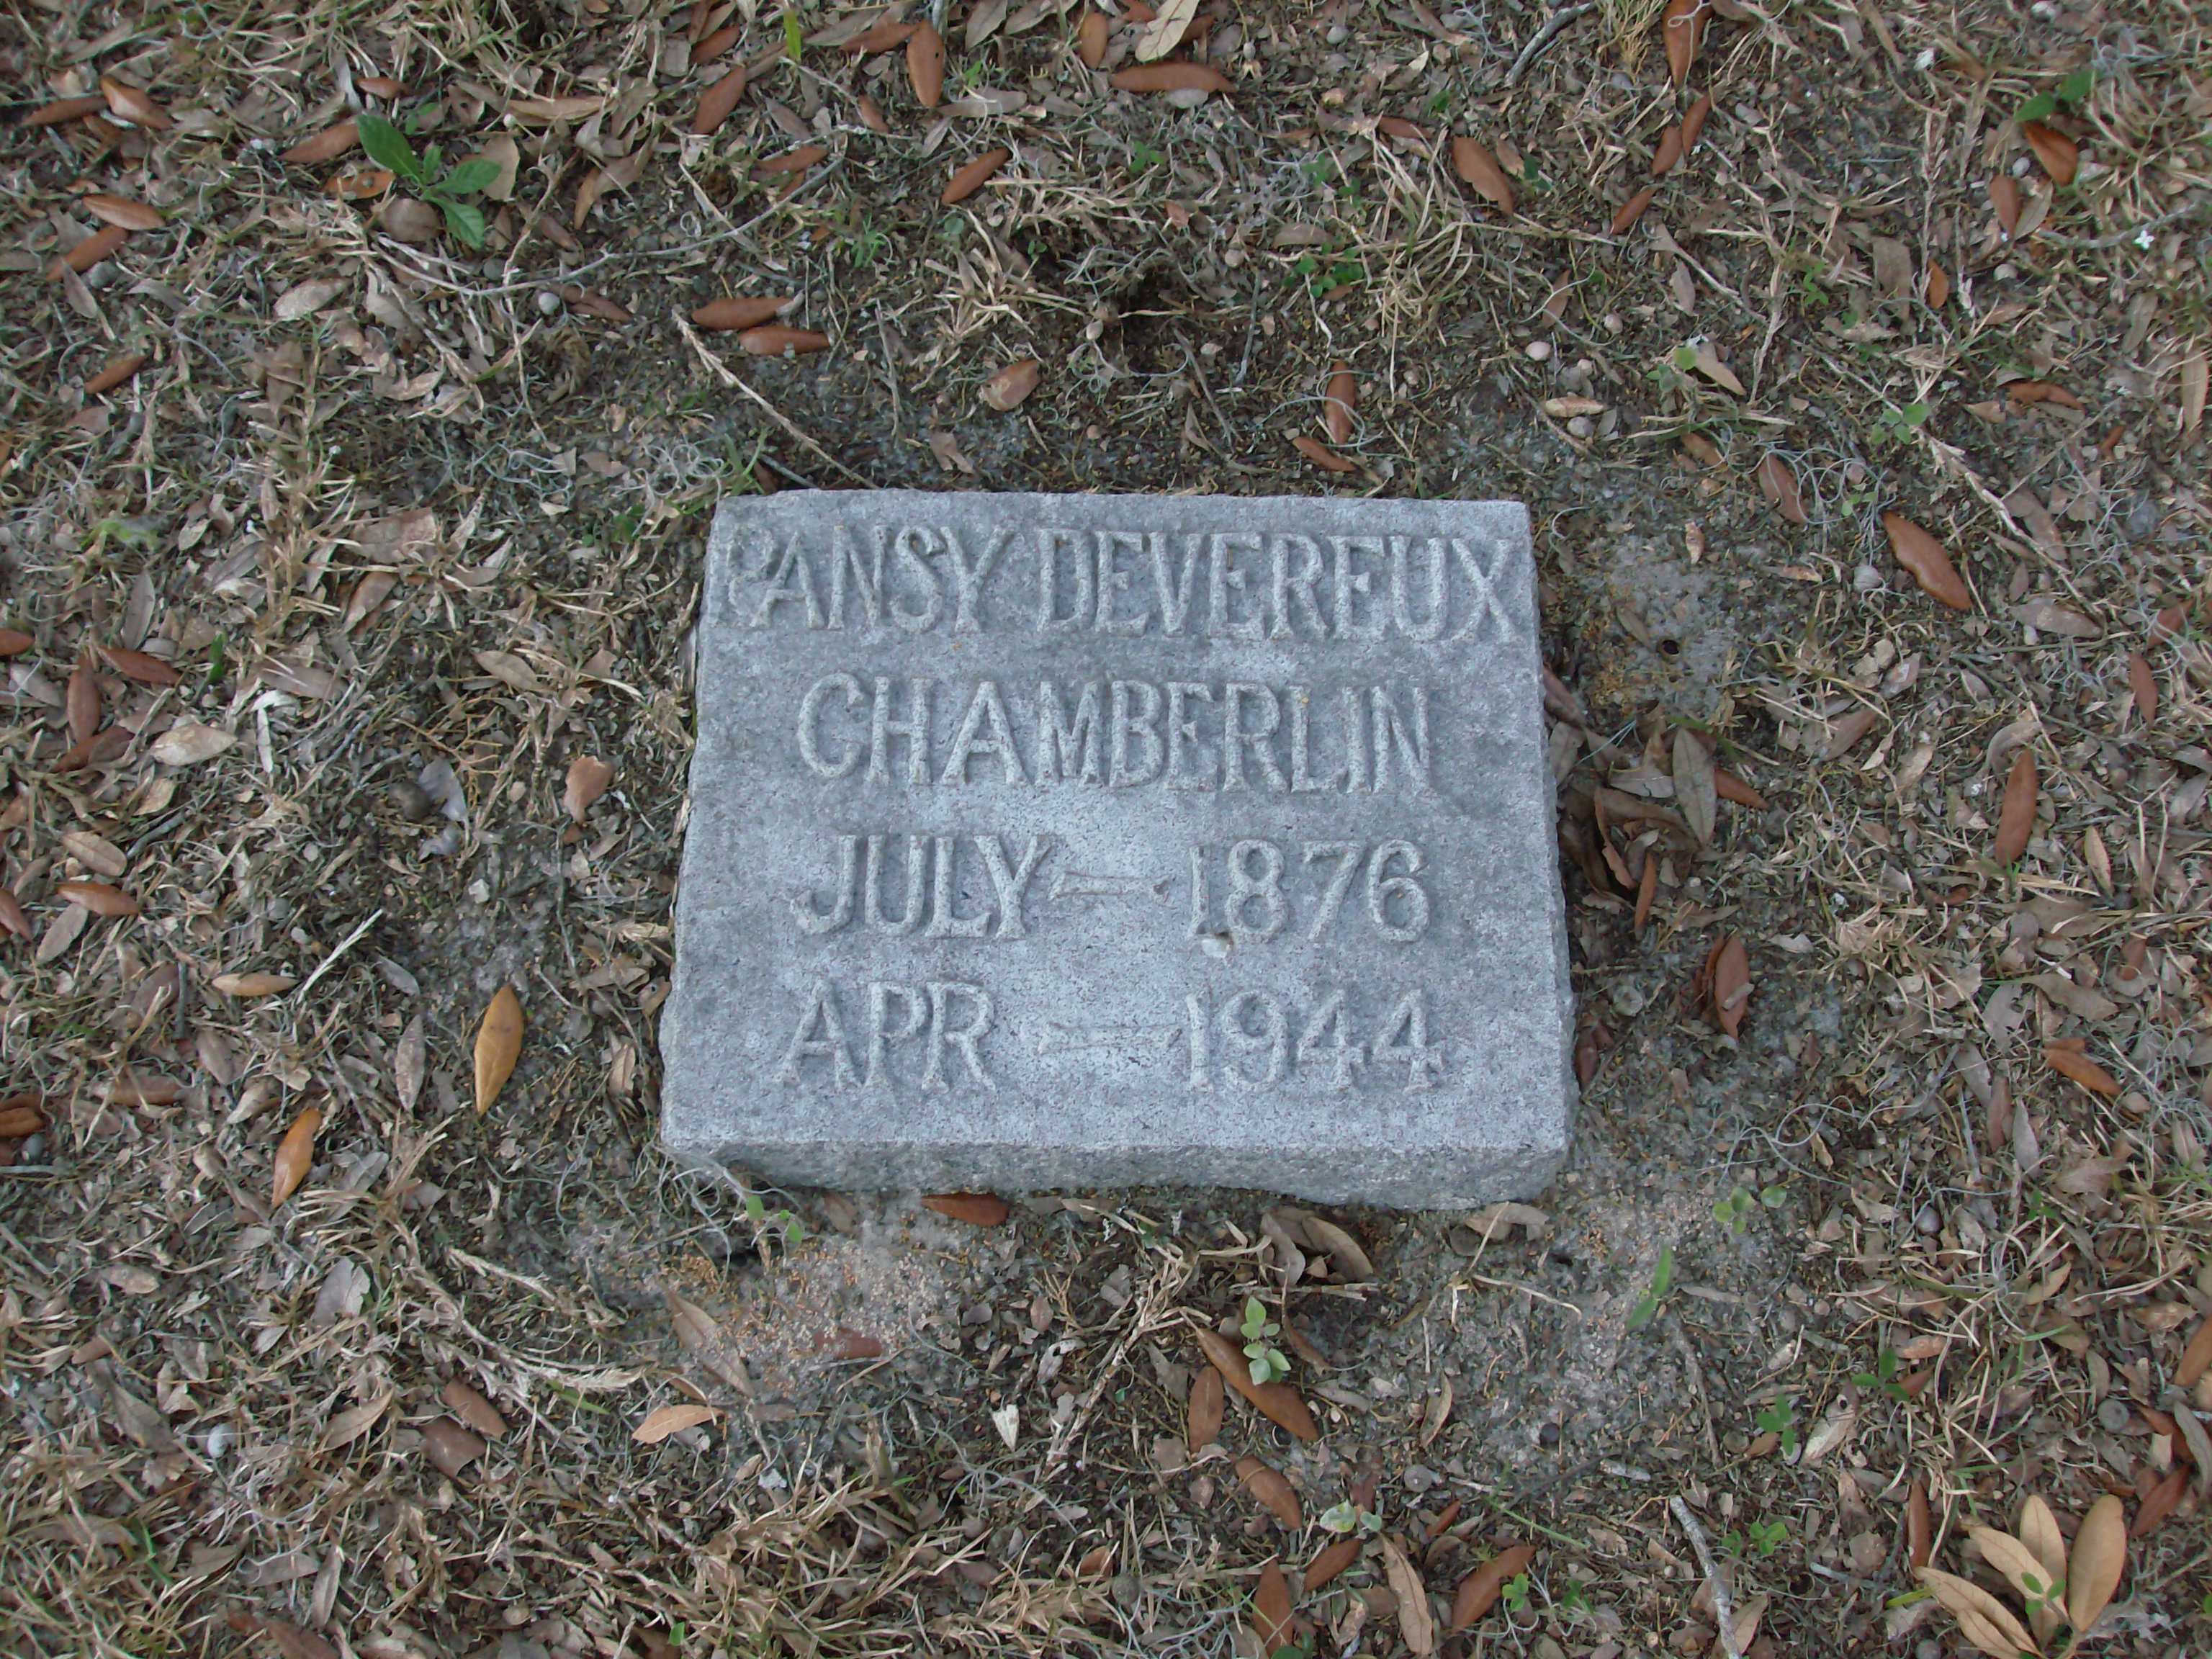 PANSY DEVEREUX
CHAMBERLIN
JULY — 1876
APR — 1944